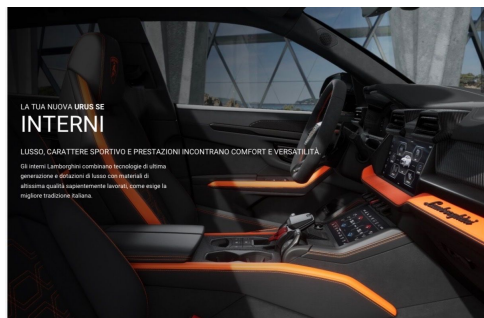 LA TUA NUOVA URUS SE
INTERNI
LUSSO, CARATTERE SPORTIVO E PRESTAZIONI INCONTRANO COMFORT E VERSATILITÀ.
Gli interni Lamborghini combinano tecnologie di ultima
generazione e dotazioni di lusso con materiali di
altissima qualità sapientemente lavorati, come esige la
migliore tradizione italiana.
Lamborghini